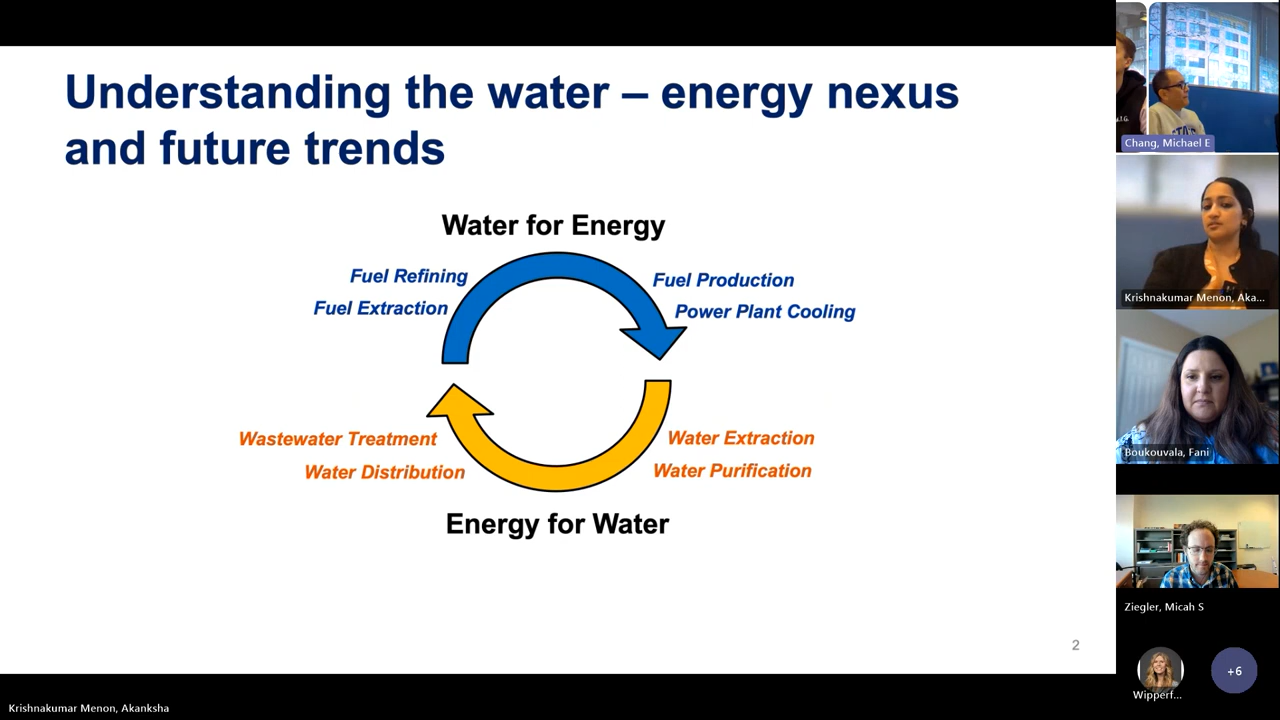 Understanding the water – energy nexus
and future trends
Water for Energy
Fuel Refining
Fuel Production
Fuel Extraction
Power Plant Cooling
Wastewater Treatment
Water Extraction
Water Distribution
Water Purification
Energy for Water
2
Krishnakumar Menon, Akanksha
Chang, Michael E
Krishnakumar Menon, Aka...
Boukouvala, Fani
Ziegler, Micah S
Wipperf...
+6